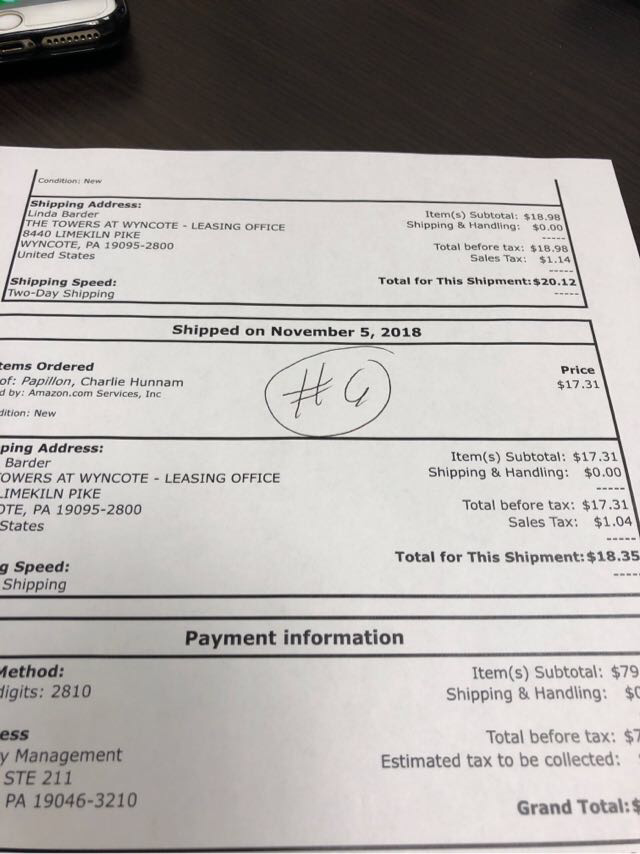 Condition: New
Shipping Address:
Linda Barder
THE TOWERS AT WYNCOTE - LEASING OFFICE
8440 LIMEKILN PIKE
WYNCOTE, PA 19095-2800
United States
Item(s) Subtotal: $18.98
Shipping & Handling: $0.00
-----
Total before tax: $18.98
Sales Tax: $1.14
-----
Total for This Shipment: $20.12
-----
Shipping Speed:
Two-Day Shipping
Shipped on November 5, 2018
tems Ordered
Price
of: Papillon, Charlie Hunnam
$17.31
d by: Amazon.com Services, Inc
dition: New
ping Address:
Barder
OWERS AT WYNCOTE - LEASING OFFICE
LIMEKILN PIKE
OTE, PA 19095-2800
States
Item(s) Subtotal: $17.31
Shipping & Handling: $0.00
-----
Total before tax: $17.31
Sales Tax: $1.04
-----
Total for This Shipment: $18.35
----
g Speed:
Shipping
Payment information
Method:
digits: 2810
Item(s) Subtotal: $79
Shipping & Handling: $0
ess
y Management
STE 211
PA 19046-3210
Total before tax: $7
Estimated tax to be collected:
Grand Total: $